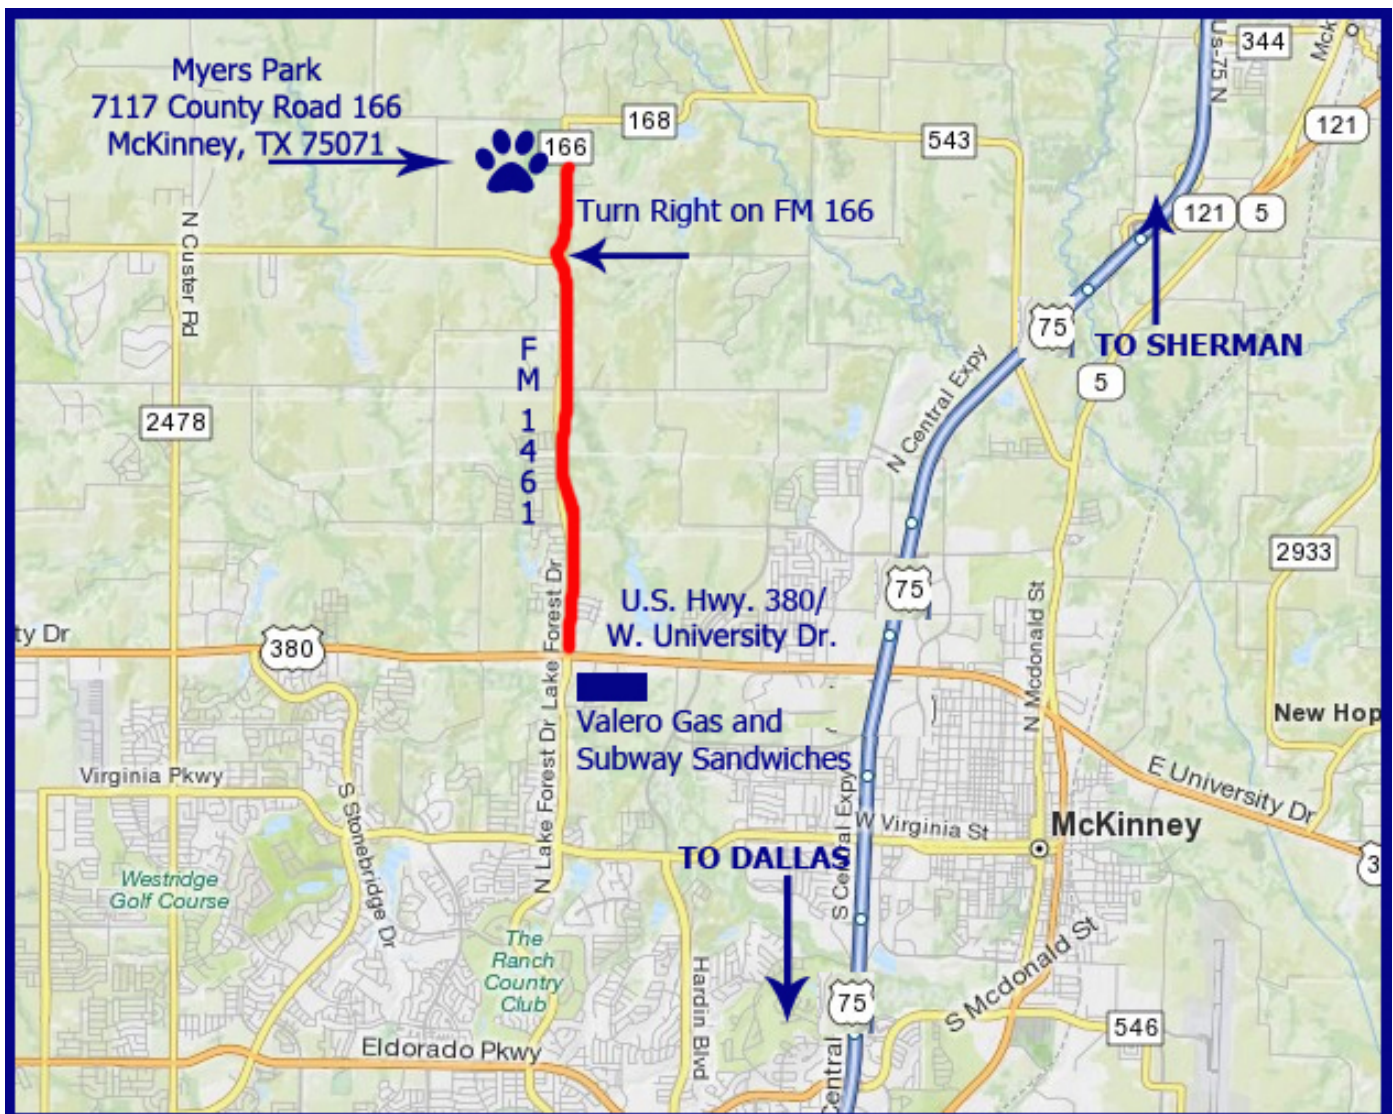 Myers Park
7117 County Road 166
McKinney, TX 75071
166
168
543
344
Mck
US-75 N
121
121
5
Turn Right on FM 166
N Custer Rd
75
TO SHERMAN
5
FM 1461
N Central Expy
2478
2933
75
U.S. Hwy. 380/
W. University Dr.
ty Dr
380
Lake Forest Dr
N Lake Forest Dr
N Mcdonald St
Valero Gas and
Subway Sandwiches
New Hop
Virginia Pkwy
S Stonebridge Dr
E University Dr
S Central Expy
W Virginia St
McKinney
TO DALLAS
3
Westridge
Golf Course
The
Ranch
Country
Club
Hardin Blvd
75
S Mcdonald St
546
Eldorado Pkwy
Central